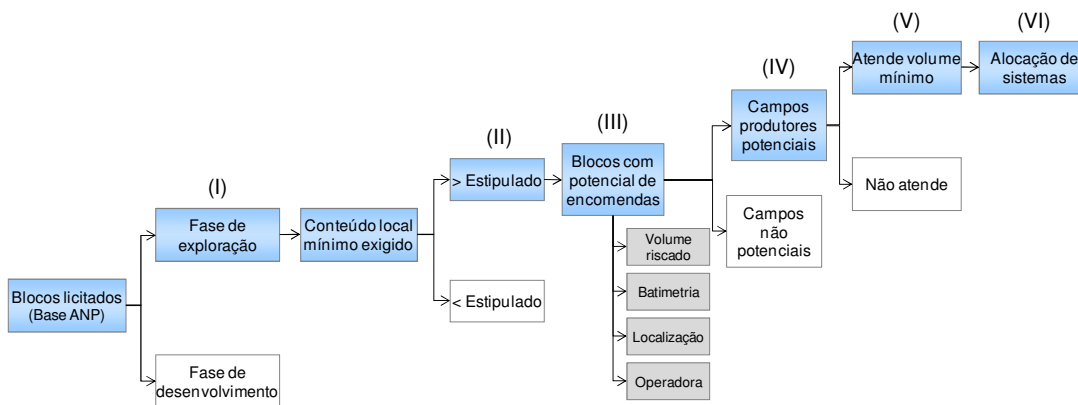 (V)
(VI)
Atende volume
mínimo
Alocação de
sistemas
(IV)
Campos
produtores
potenciais
(III)
(II)
Blocos com
potencial de
encomendas
> Estipulado
Não atende
(I)
Fase de
exploração
Conteúdo local
mínimo exigido
Campos
não
potenciais
Volume
riscado
Batimetria
Blocos licitados
(Base ANP)
< Estipulado
Localização
Operadora
Fase de
desenvolvimento